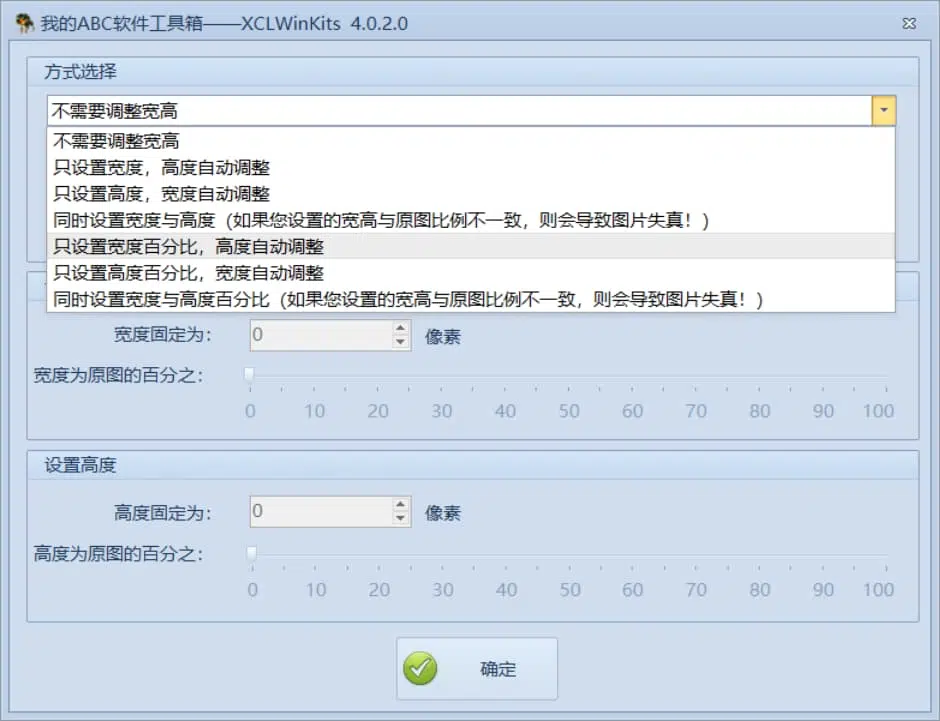 我的ABC软件工具箱——XCLWinKits 4.0.2.0
方式选择
不需要调整宽高
不需要调整宽高
只设置宽度，高度自动调整
只设置高度，宽度自动调整
同时设置宽度与高度（如果您设置的宽高与原图比例不一致，则会导致图片失真！）
只设置宽度百分比，高度自动调整
只设置高度百分比，宽度自动调整
同时设置宽度与高度百分比（如果您设置的宽高与原图比例不一致，则会导致图片失真！）
宽度固定为： 0 像素
宽度为原图的百分之：
0 10 20 30 40 50 60 70 80 90 100
设置高度
高度固定为： 0 像素
高度为原图的百分之：
0 10 20 30 40 50 60 70 80 90 100
确定